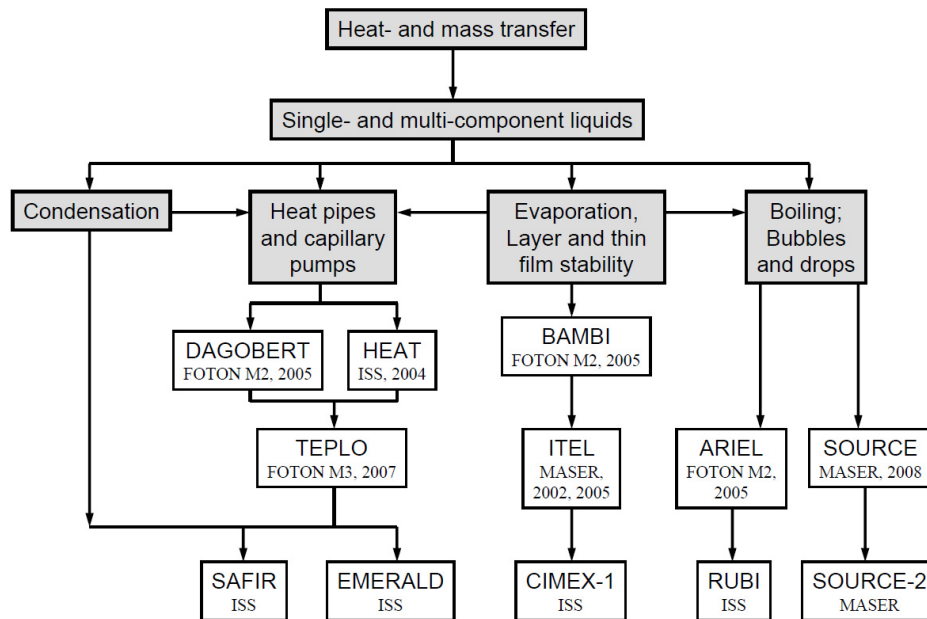 Heat- and mass transfer
Single- and multi-component liquids
Condensation
Heat pipes
and capillary
pumps
Evaporation,
Layer and thin
film stability
Boiling;
Bubbles
and drops
DAGOBERT
FOTON M2, 2005
HEAT
ISS, 2004
BAMBI
FOTON M2, 2005
TEPLO
FOTON M3, 2007
ITEL
MASER,
2002, 2005
ARIEL
FOTON M2,
2005
SOURCE
MASER, 2008
SAFIR
ISS
EMERALD
ISS
CIMEX-1
ISS
RUBI
ISS
SOURCE-2
MASER